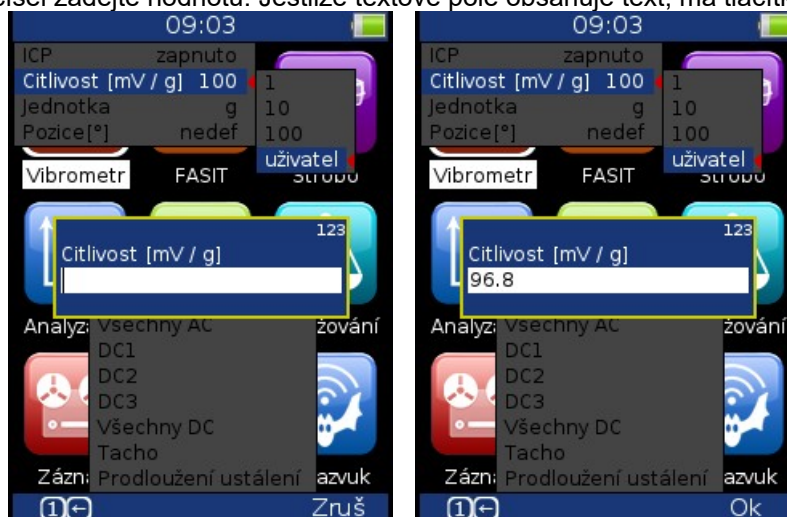 zadejte hodnotu. Jestliže textové pole obsahuje text, má
09:03
ICP zapnuto
Citlivost [mV / g] 100
Jednotka g
Pozice[°] nedef
1
10
100
uživatel
Vibrometr FASIT
123
Citlivost [mV / g]
Analyz Všechny AC žování
DC1
DC2
DC3
Všechny DC
Tacho
Zázn Prodloužení ustálení azvuk
1 Zruš
09:03
ICP zapnuto
Citlivost [mV / g] 100
Jednotka g
Pozice[°] nedef
1
10
100
uživatel
Vibrometr FASIT
123
Citlivost [mV / g]
96.8
Analyz Všechny AC žování
DC1
DC2
DC3
Všechny DC
Tacho
Zázn Prodloužení ustálení azvuk
1 Ok